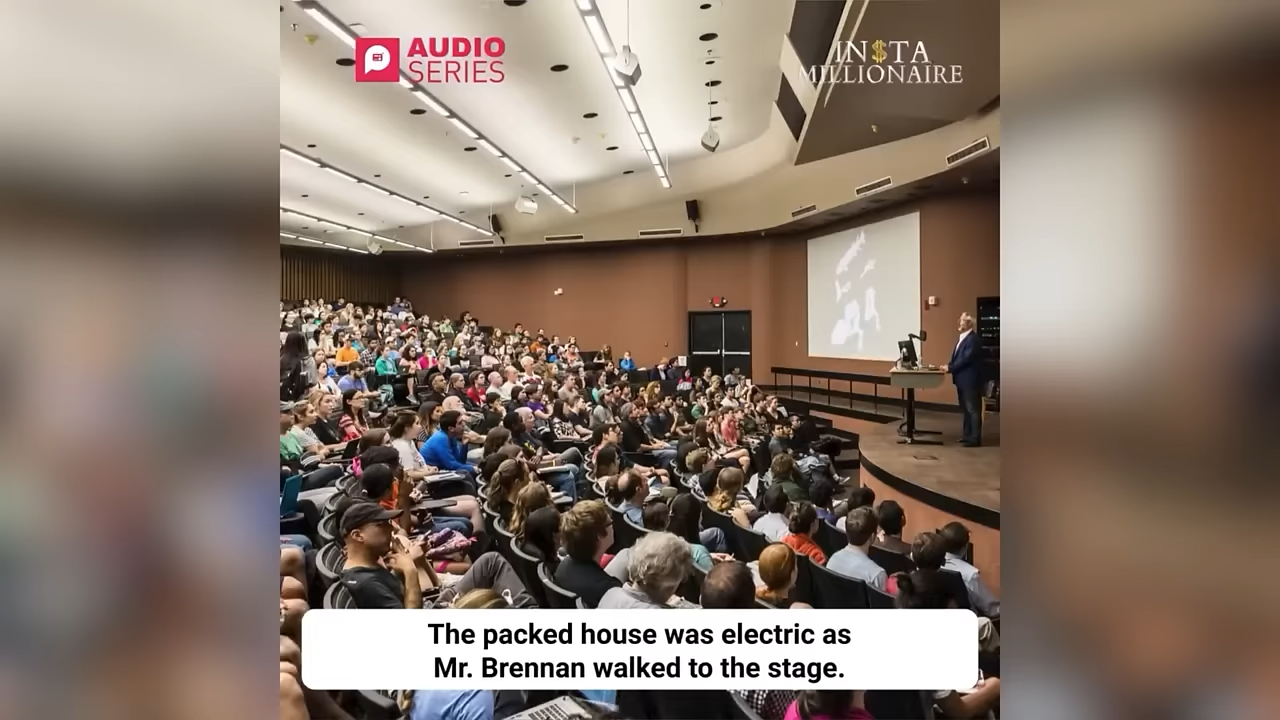 AUDIO
SERIES
IN$TA
MILLIONAIRE
The packed house was electric as
Mr. Brennan walked to the stage.